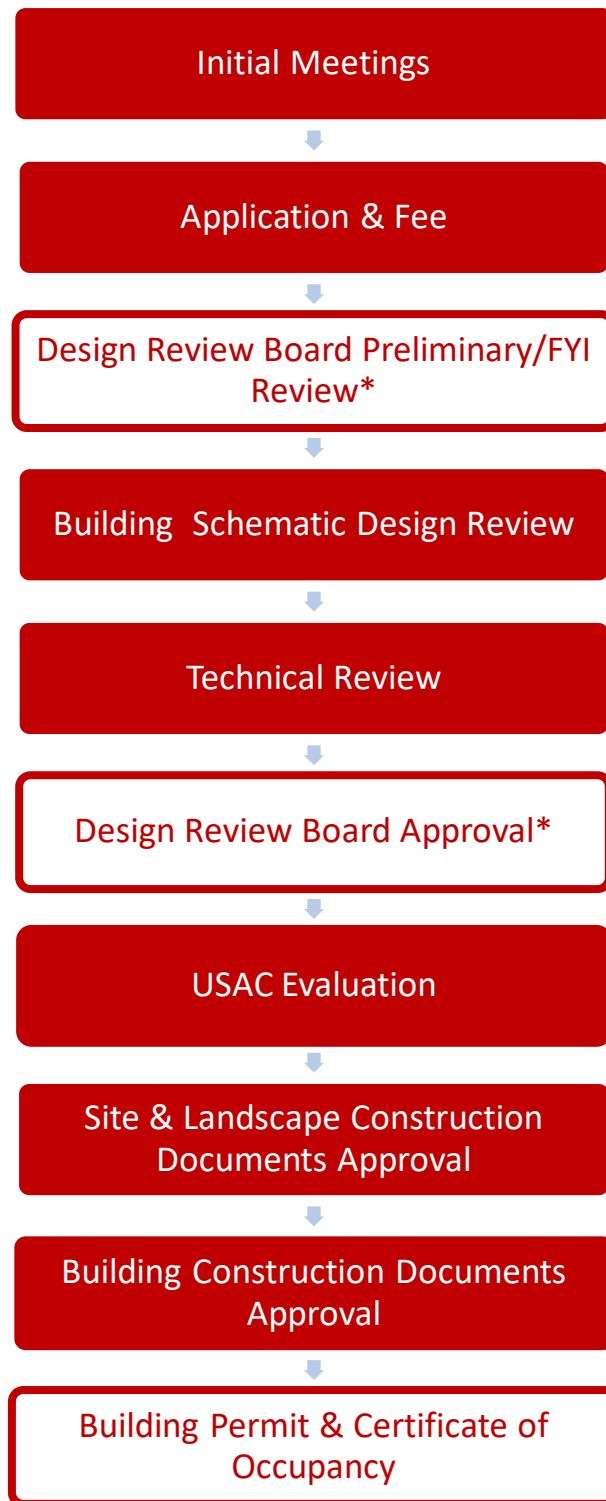 Initial Meetings
Application & Fee
Design Review Board Preliminary/FYI
Review*
Building Schematic Design Review
Technical Review
Design Review Board Approval*
USAC Evaluation
Site & Landscape Construction
Documents Approval
Building Construction Documents
Approval
Building Permit & Certificate of
Occupancy